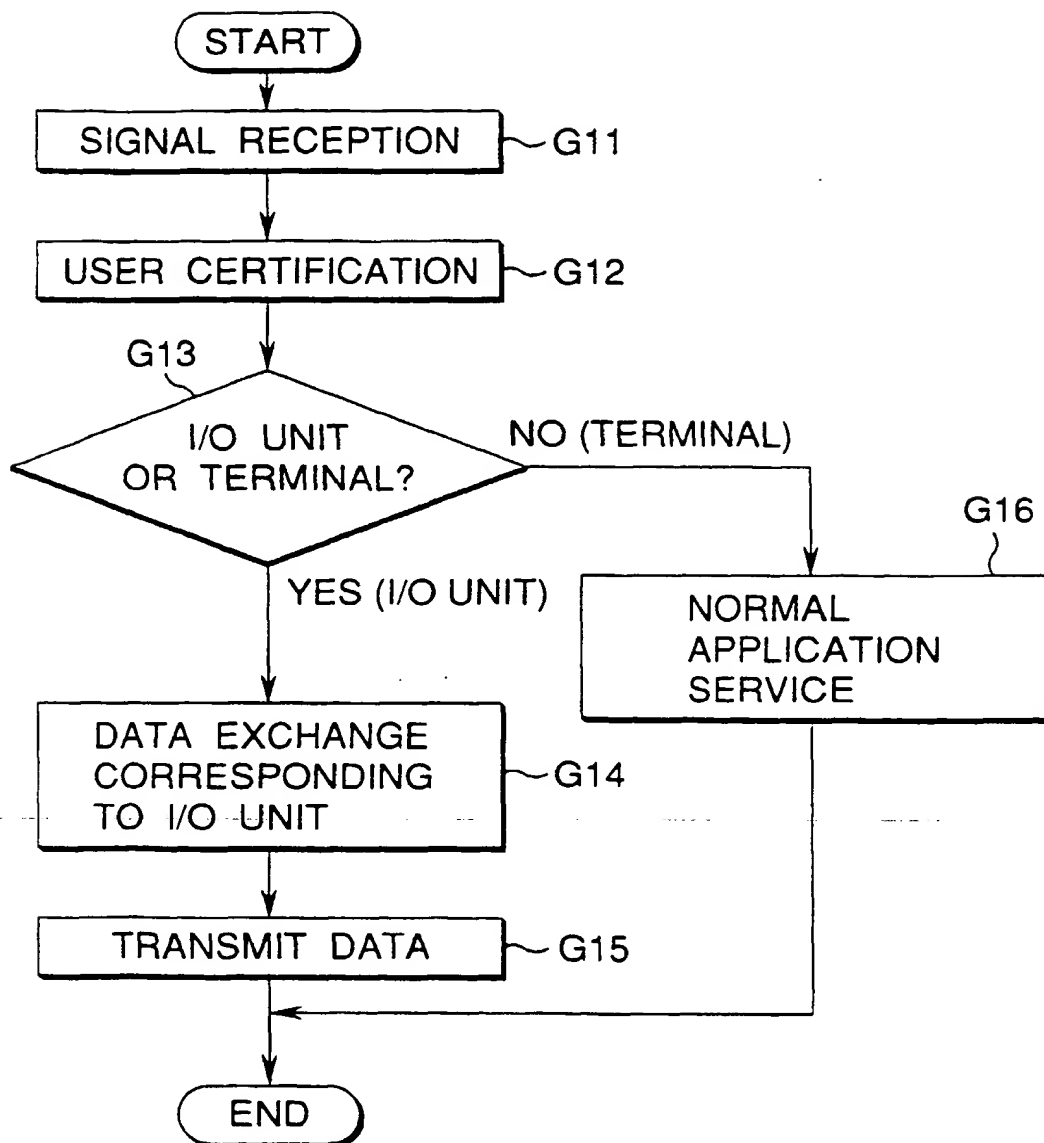 START
SIGNAL RECEPTION
G11
USER CERTIFICATION
G12
G13
I/O UNIT
OR TERMINAL?
NO (TERMINAL)
YES (I/O UNIT)
G16
NORMAL
APPLICATION
SERVICE
DATA EXCHANGE
CORRESPONDING
TO I/O UNIT
G14
TRANSMIT DATA
G15
END